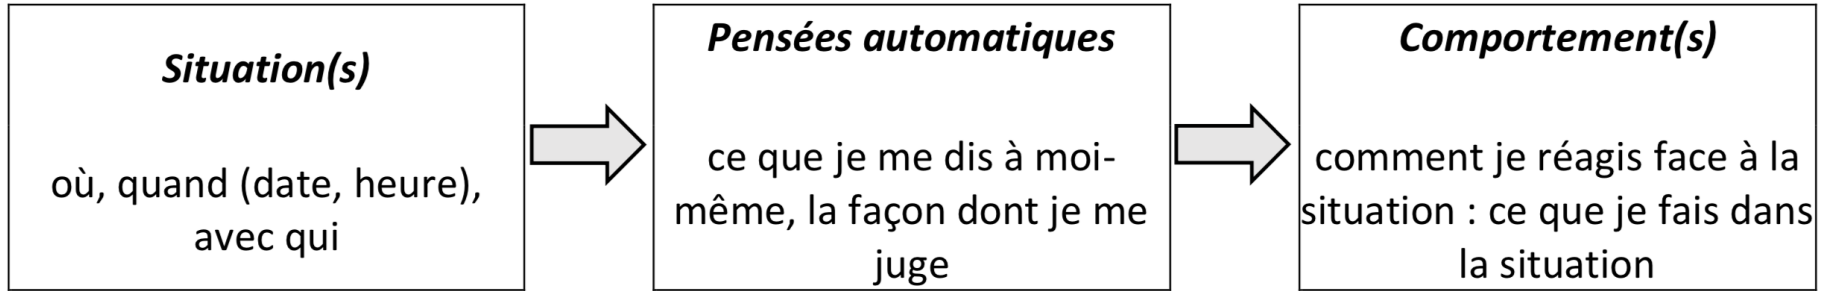 Situation(s)
où, quand (date, heure),
avec qui
Pensées automatiques
ce que je me dis à moi-
même, la façon dont je me
juge
Comportement(s)
comment je réagis face à la
situation : ce que je fais dans
la situation